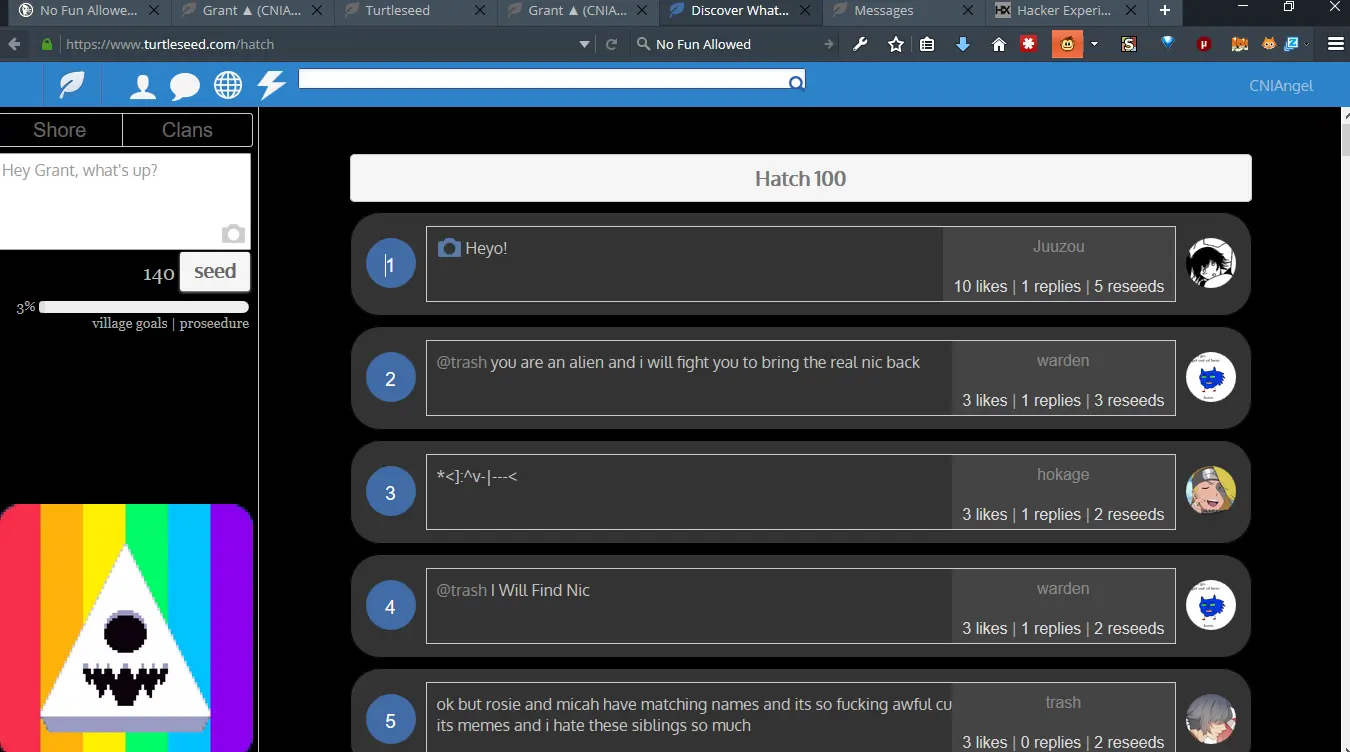 No Fun Allowe...
Grant ▲ (CNIA...
Turtleseed
Grant ▲ (CNIA...
Discover What...
Messages
Hacker Experi...
https://www.turtleseed.com/hatch
No Fun Allowed
CNIAngel
Shore
Clans
Hey Grant, what's up?
140
seed
3%
village goals | proseedure
Hatch 100
1
Heyo!
Juuzou
10 likes | 1 replies | 5 reseeds
2
@trash you are an alien and i will fight you to bring the real nic back
warden
3 likes | 1 replies | 3 reseeds
3
*<]:^v-|---<
hokage
3 likes | 1 replies | 2 reseeds
4
@trash I Will Find Nic
warden
3 likes | 1 replies | 2 reseeds
5
ok but rosie and micah have matching names and its so fucking awful cu
its memes and i hate these siblings so much
trash
3 likes | 0 replies | 2 reseeds